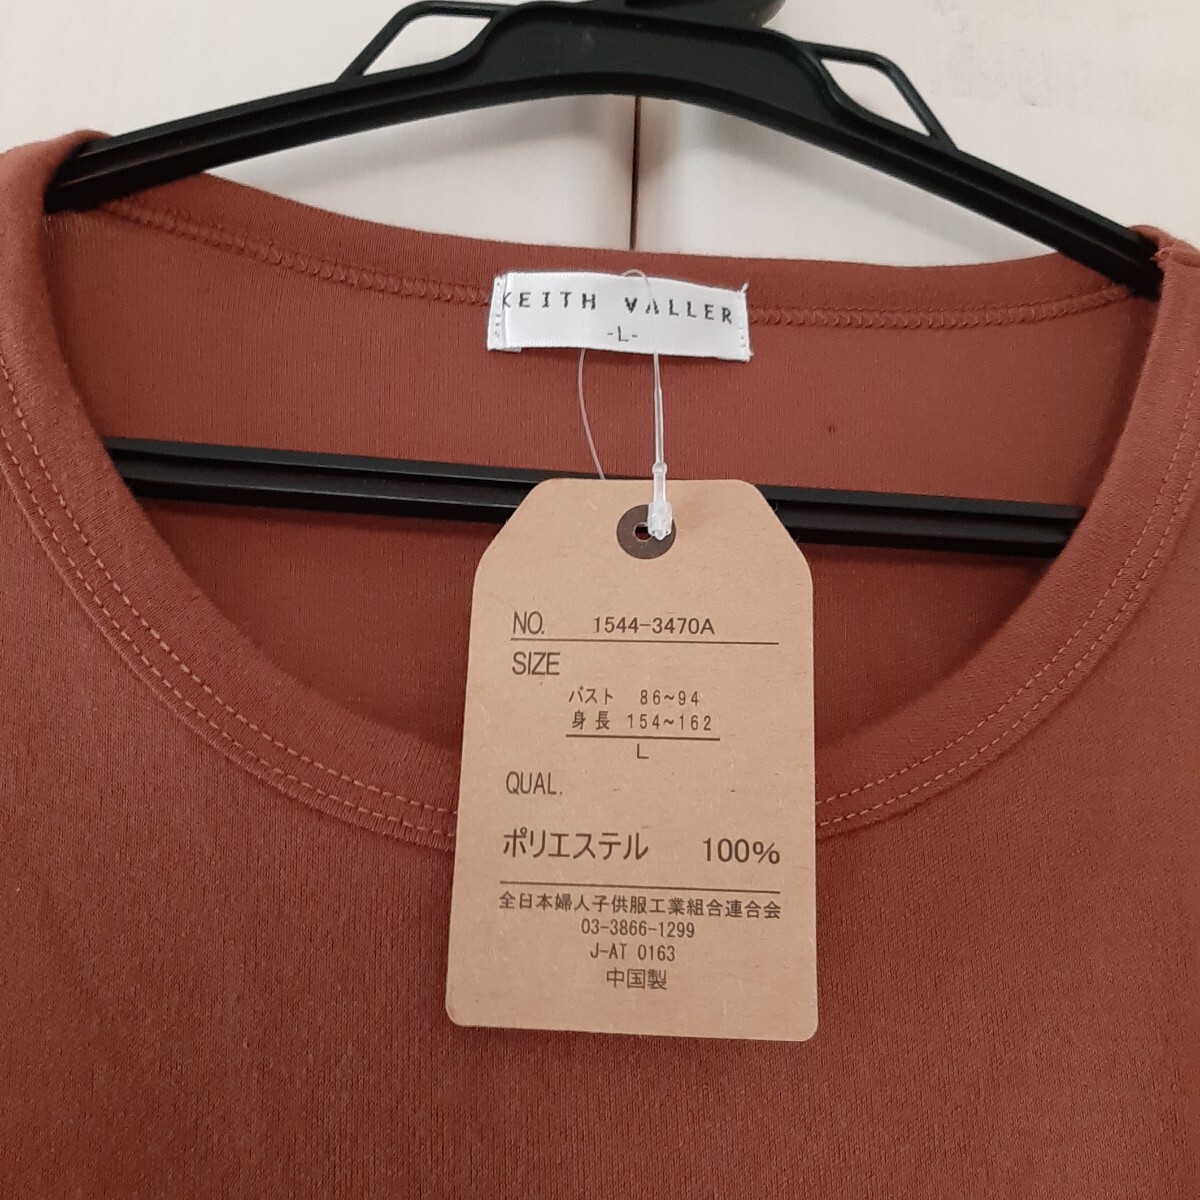 KEITH VALLER
-L-
NO. 1544-3470A
SIZE
バスト 86~94
身長 154~162
L
QUAL.
ポリエステル 100%
全日本婦人子供服工業組合連合会
03-3866-1299
J-AT 0163
中国製